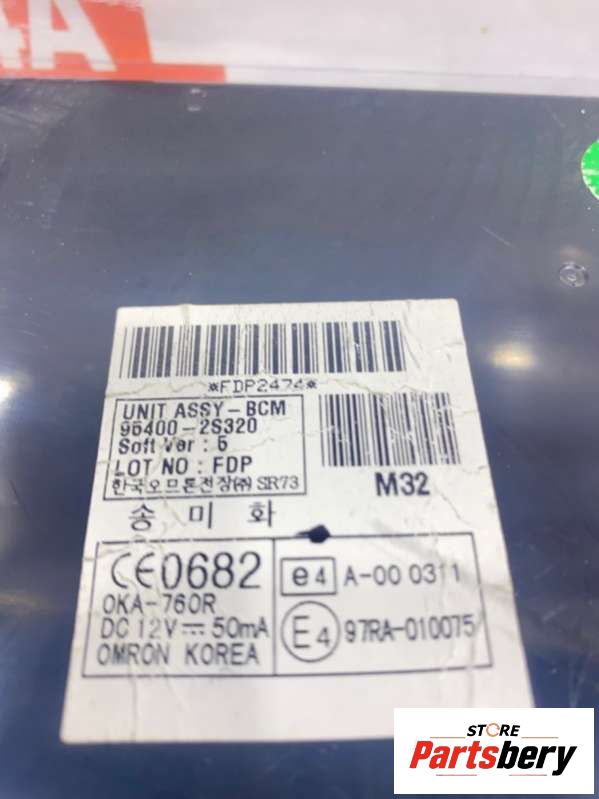 4A
*FDP2474*
UNIT ASSY-BCM
95400-2S320
Soft Ver : 5
LOT NO : FDP
한국오므론전장㈜ SR73
M32
송 미 화
CE0682
OKA-760R
DC 12V ⎓ 50mA
OMRON KOREA
e4 A-00 0311
E4 97RA-010075
STORE
Partsbery